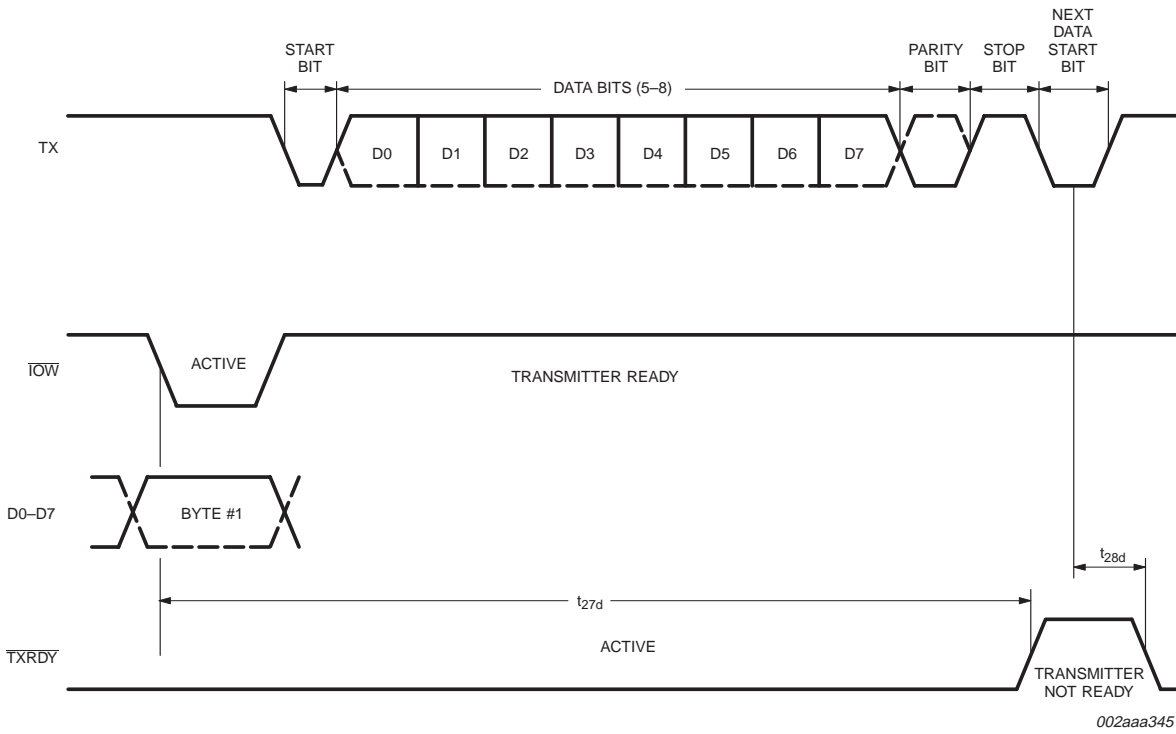 START
BIT
DATA BITS (5–8)
PARITY
BIT
STOP
BIT
NEXT
DATA
START
BIT
TX
D0
D1
D2
D3
D4
D5
D6
D7
IOW
ACTIVE
TRANSMITTER READY
D0–D7
BYTE #1
t28d
t27d
TXRDY
ACTIVE
TRANSMITTER
NOT READY
002aaa345